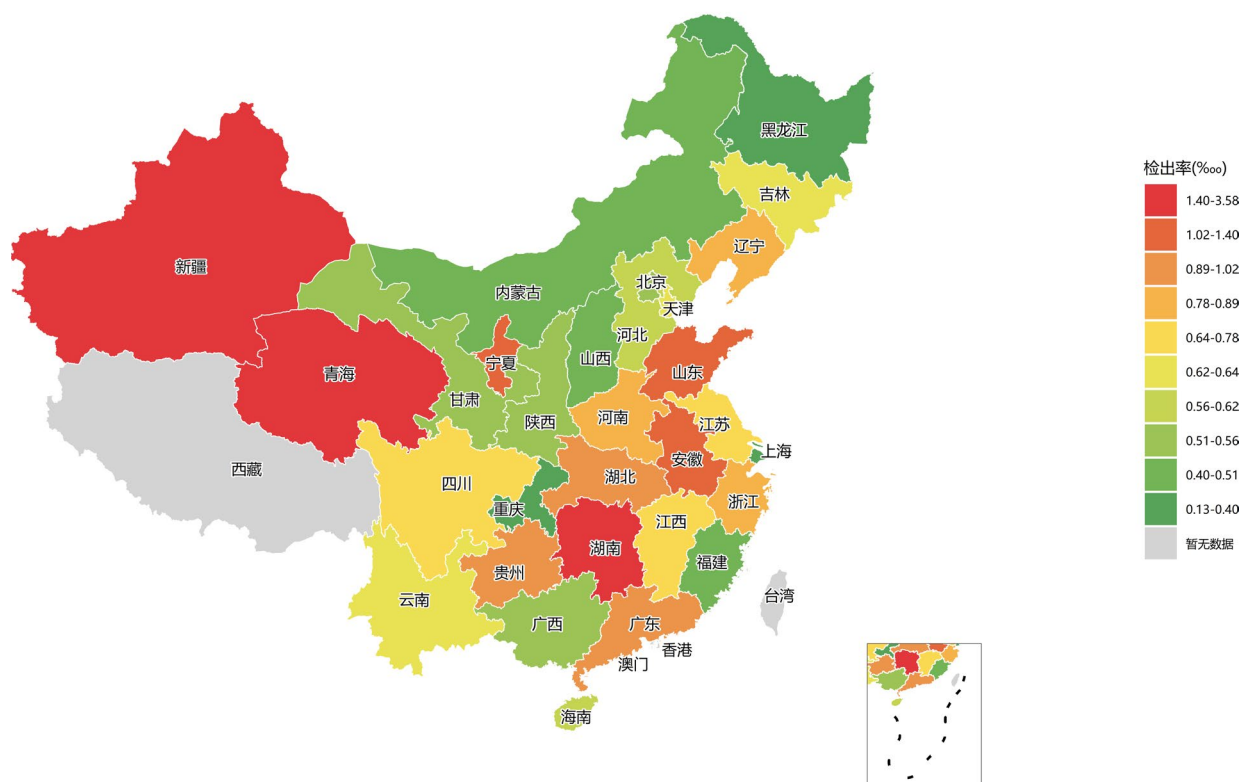 黑龙江
吉林
辽宁
新疆
内蒙古
北京
天津
河北
山西
宁夏
青海
山东
甘肃
陕西
河南
江苏
上海
西藏
四川
安徽
湖北
浙江
重庆
江西
湖南
福建
贵州
云南
台湾
广西
广东
香港
澳门
海南
检出率(‱)
1.40-3.58
1.02-1.40
0.89-1.02
0.78-0.89
0.64-0.78
0.62-0.64
0.56-0.62
0.51-0.56
0.40-0.51
0.13-0.40
暂无数据